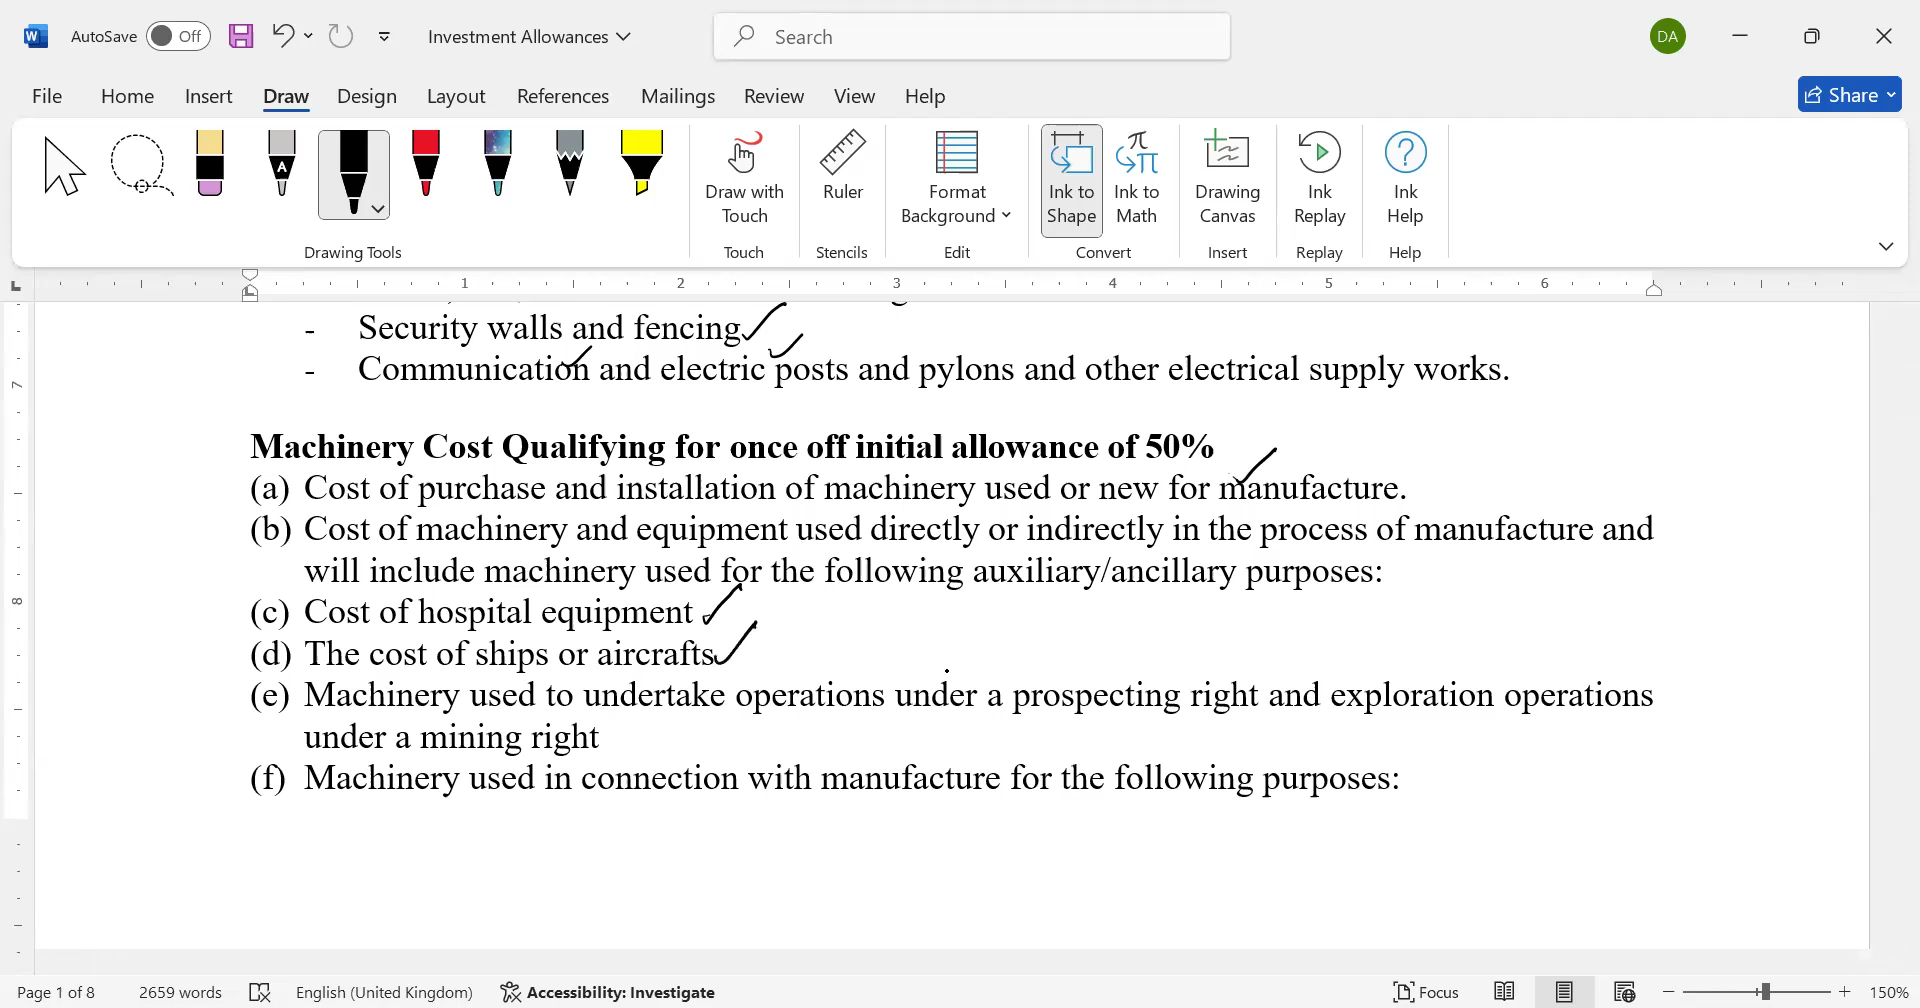 AutoSave Off Investment Allowances Search DA
File Home Insert Draw Design Layout References Mailings Review View Help Share
A
Draw with Touch
Ruler
Format Background
Ink to Shape
Ink to Math
Drawing Canvas
Ink Replay
Ink Help
Drawing Tools Touch Stencils Edit Convert Insert Replay Help
1 2 3 4 5 6
- Security walls and fencing
- Communication and electric posts and pylons and other electrical supply works.
7
Machinery Cost Qualifying for once off initial allowance of 50%
(a) Cost of purchase and installation of machinery used or new for manufacture.
(b) Cost of machinery and equipment used directly or indirectly in the process of manufacture and
will include machinery used for the following auxiliary/ancillary purposes:
8
(c) Cost of hospital equipment
(d) The cost of ships or aircrafts
(e) Machinery used to undertake operations under a prospecting right and exploration operations
under a mining right
(f) Machinery used in connection with manufacture for the following purposes:
Page 1 of 8 2659 words English (United Kingdom) Accessibility: Investigate Focus 150%